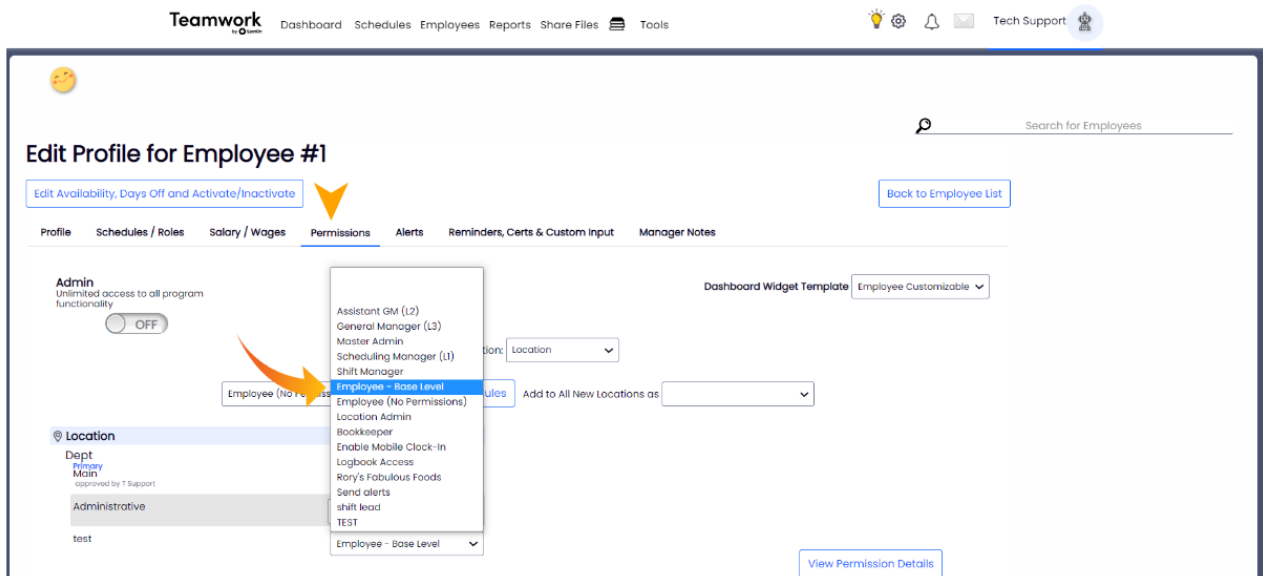 Teamwork
Dashboard Schedules Employees Reports Share Files Tools
Tech Support
Search for Employees
Edit Profile for Employee #1
Edit Availability, Days Off and Activate/Inactivate
Back to Employee List
Profile Schedules / Roles Salary / Wages Permissions Alerts Reminders, Certs & Custom Input Manager Notes
Admin
Unlimited access to all program
functionality
OFF
Dashboard Widget Template Employee Customizable
Assistant GM (L2)
General Manager (L3)
Master Admin
Scheduling Manager (L1)
Shift Manager
Employee - Base Level
Employee (No Permissions)
Location Admin
Bookkeeper
Enable Mobile Clock-In
Logbook Access
Rory's Fabulous Foods
Send alerts
shift lead
TEST
Location
Employee (No
Add to All New Locations as
Location
Dept
Primary
Main
approved by T Support
Administrative
test
Employee - Base Level
View Permission Details